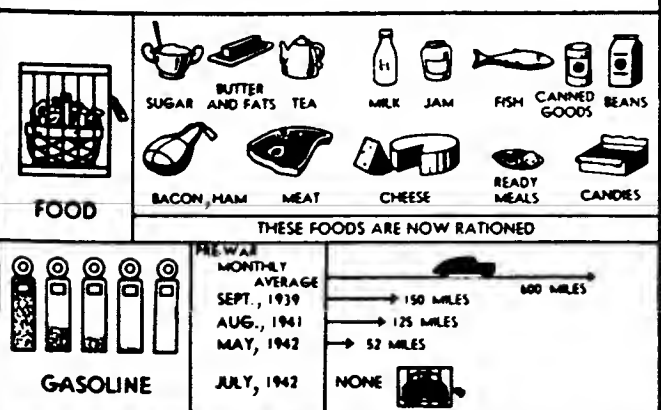 SUGAR
BUTTER
AND FATS
TEA
MILK
JAM
FISH
CANNED
GOODS
BEANS
BACON, HAM
MEAT
CHEESE
READY
MEALS
CANDIES
FOOD
THESE FOODS ARE NOW RATIONED
PRE-WAR
MONTHLY
AVERAGE
600 MILES
SEPT., 1939
150 MILES
AUG., 1941
125 MILES
MAY, 1942
52 MILES
JULY, 1942
NONE
GASOLINE